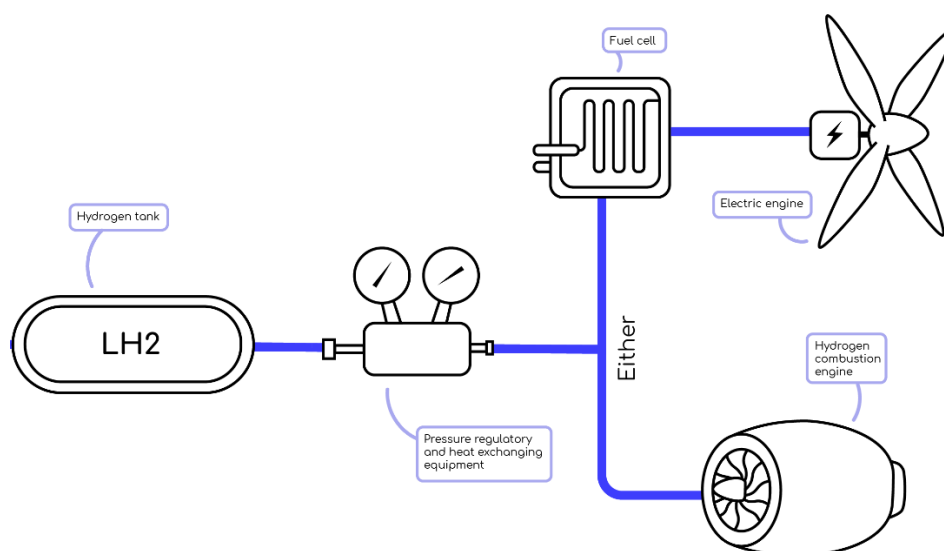 Fuel cell
Electric engine
Hydrogen tank
LH2
Pressure regulatory
and heat exchanging
equipment
Either
Hydrogen
combustion
engine